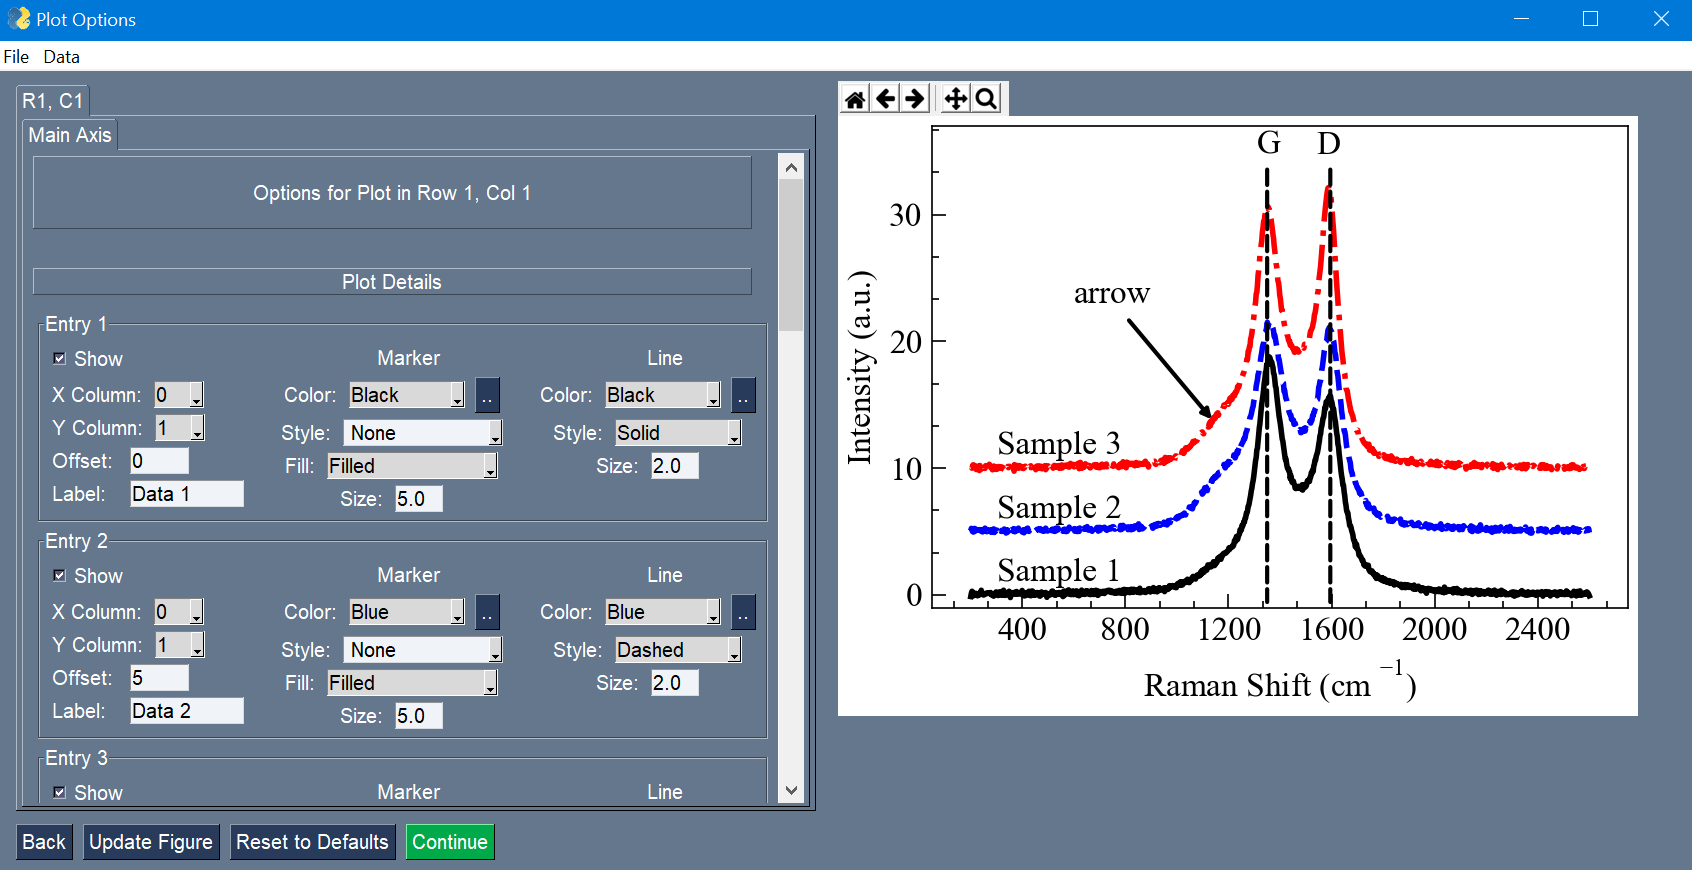 Plot Options
File Data
R1, C1
Main Axis
Options for Plot in Row 1, Col 1
Plot Details
Entry 1
Show Marker Line
X Column: 0 Color: Black .. Color: Black ..
Y Column: 1 Style: None Style: Solid
Offset: 0 Fill: Filled Size: 2.0
Label: Data 1 Size: 5.0
Entry 2
Show Marker Line
X Column: 0 Color: Blue .. Color: Blue ..
Y Column: 1 Style: None Style: Dashed
Offset: 5 Fill: Filled Size: 2.0
Label: Data 2 Size: 5.0
Entry 3
Show Marker Line
Back Update Figure Reset to Defaults Continue
G D
30
arrow
20
Intensity (a.u.)
Sample 3
10
Sample 2
Sample 1
0
400 800 1200 1600 2000 2400
Raman Shift (cm −1)